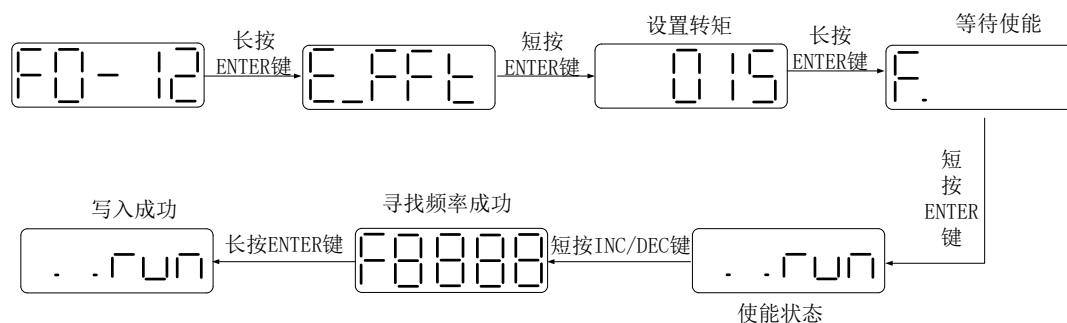 设置转矩
等待使能
长按
ENTER键
短按
ENTER键
长按
ENTER键
F0-12
E_FFt
015
F.
短
按
ENTER
键
写入成功
寻找频率成功
长按ENTER键
短按INC/DEC键
. .run
F8888
. .run
使能状态